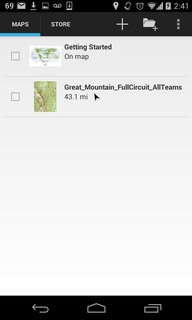 69 2:41
MAPS STORE
Getting Started
On map
Great_Mountain_FullCircuit_AllTeams
43.1 mi